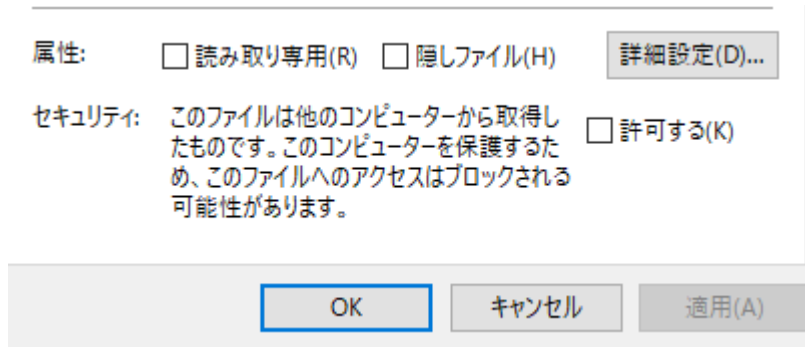 属性: 読み取り専用(R) 隠しファイル(H) 詳細設定(D)...
セキュリティ: このファイルは他のコンピューターから取得し
たものです。このコンピューターを保護するた
め、このファイルへのアクセスはブロックされる
可能性があります。
許可する(K)
OK キャンセル 適用(A)